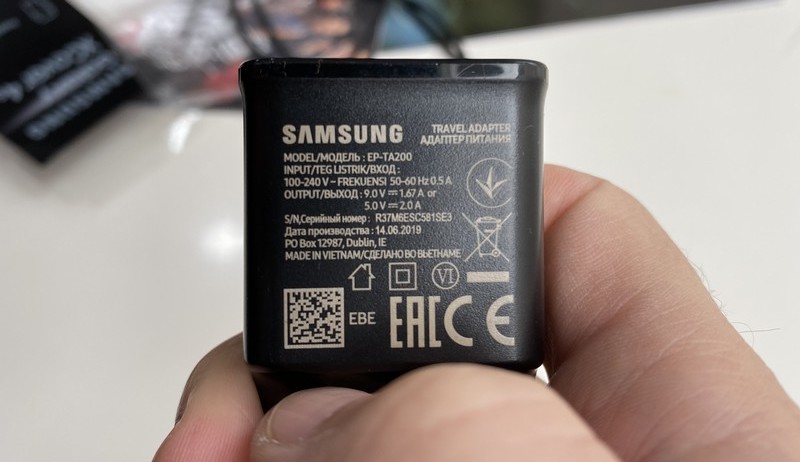 SAMSUNG
TRAVEL ADAPTER
АДАПТЕР ПИТАНИЯ
MODEL/МОДЕЛЬ : EP-TA200
INPUT/TEG LISTRIK/ВХОД :
100-240 V ~ FREKUENSI 50-60 Hz 0.5 A
OUTPUT/ВЫХОД : 9.0 V ⎓ 1.67 A or
5.0 V ⎓ 2.0 A
S/N,Серийный номер : R37M6ESC581SE3
Дата производства : 14.06.2019
PO Box 12987, Dublin, IE
MADE IN VIETNAM/СДЕЛАНО ВО ВЬЕТНАМЕ
VI
EBE
EAC CE